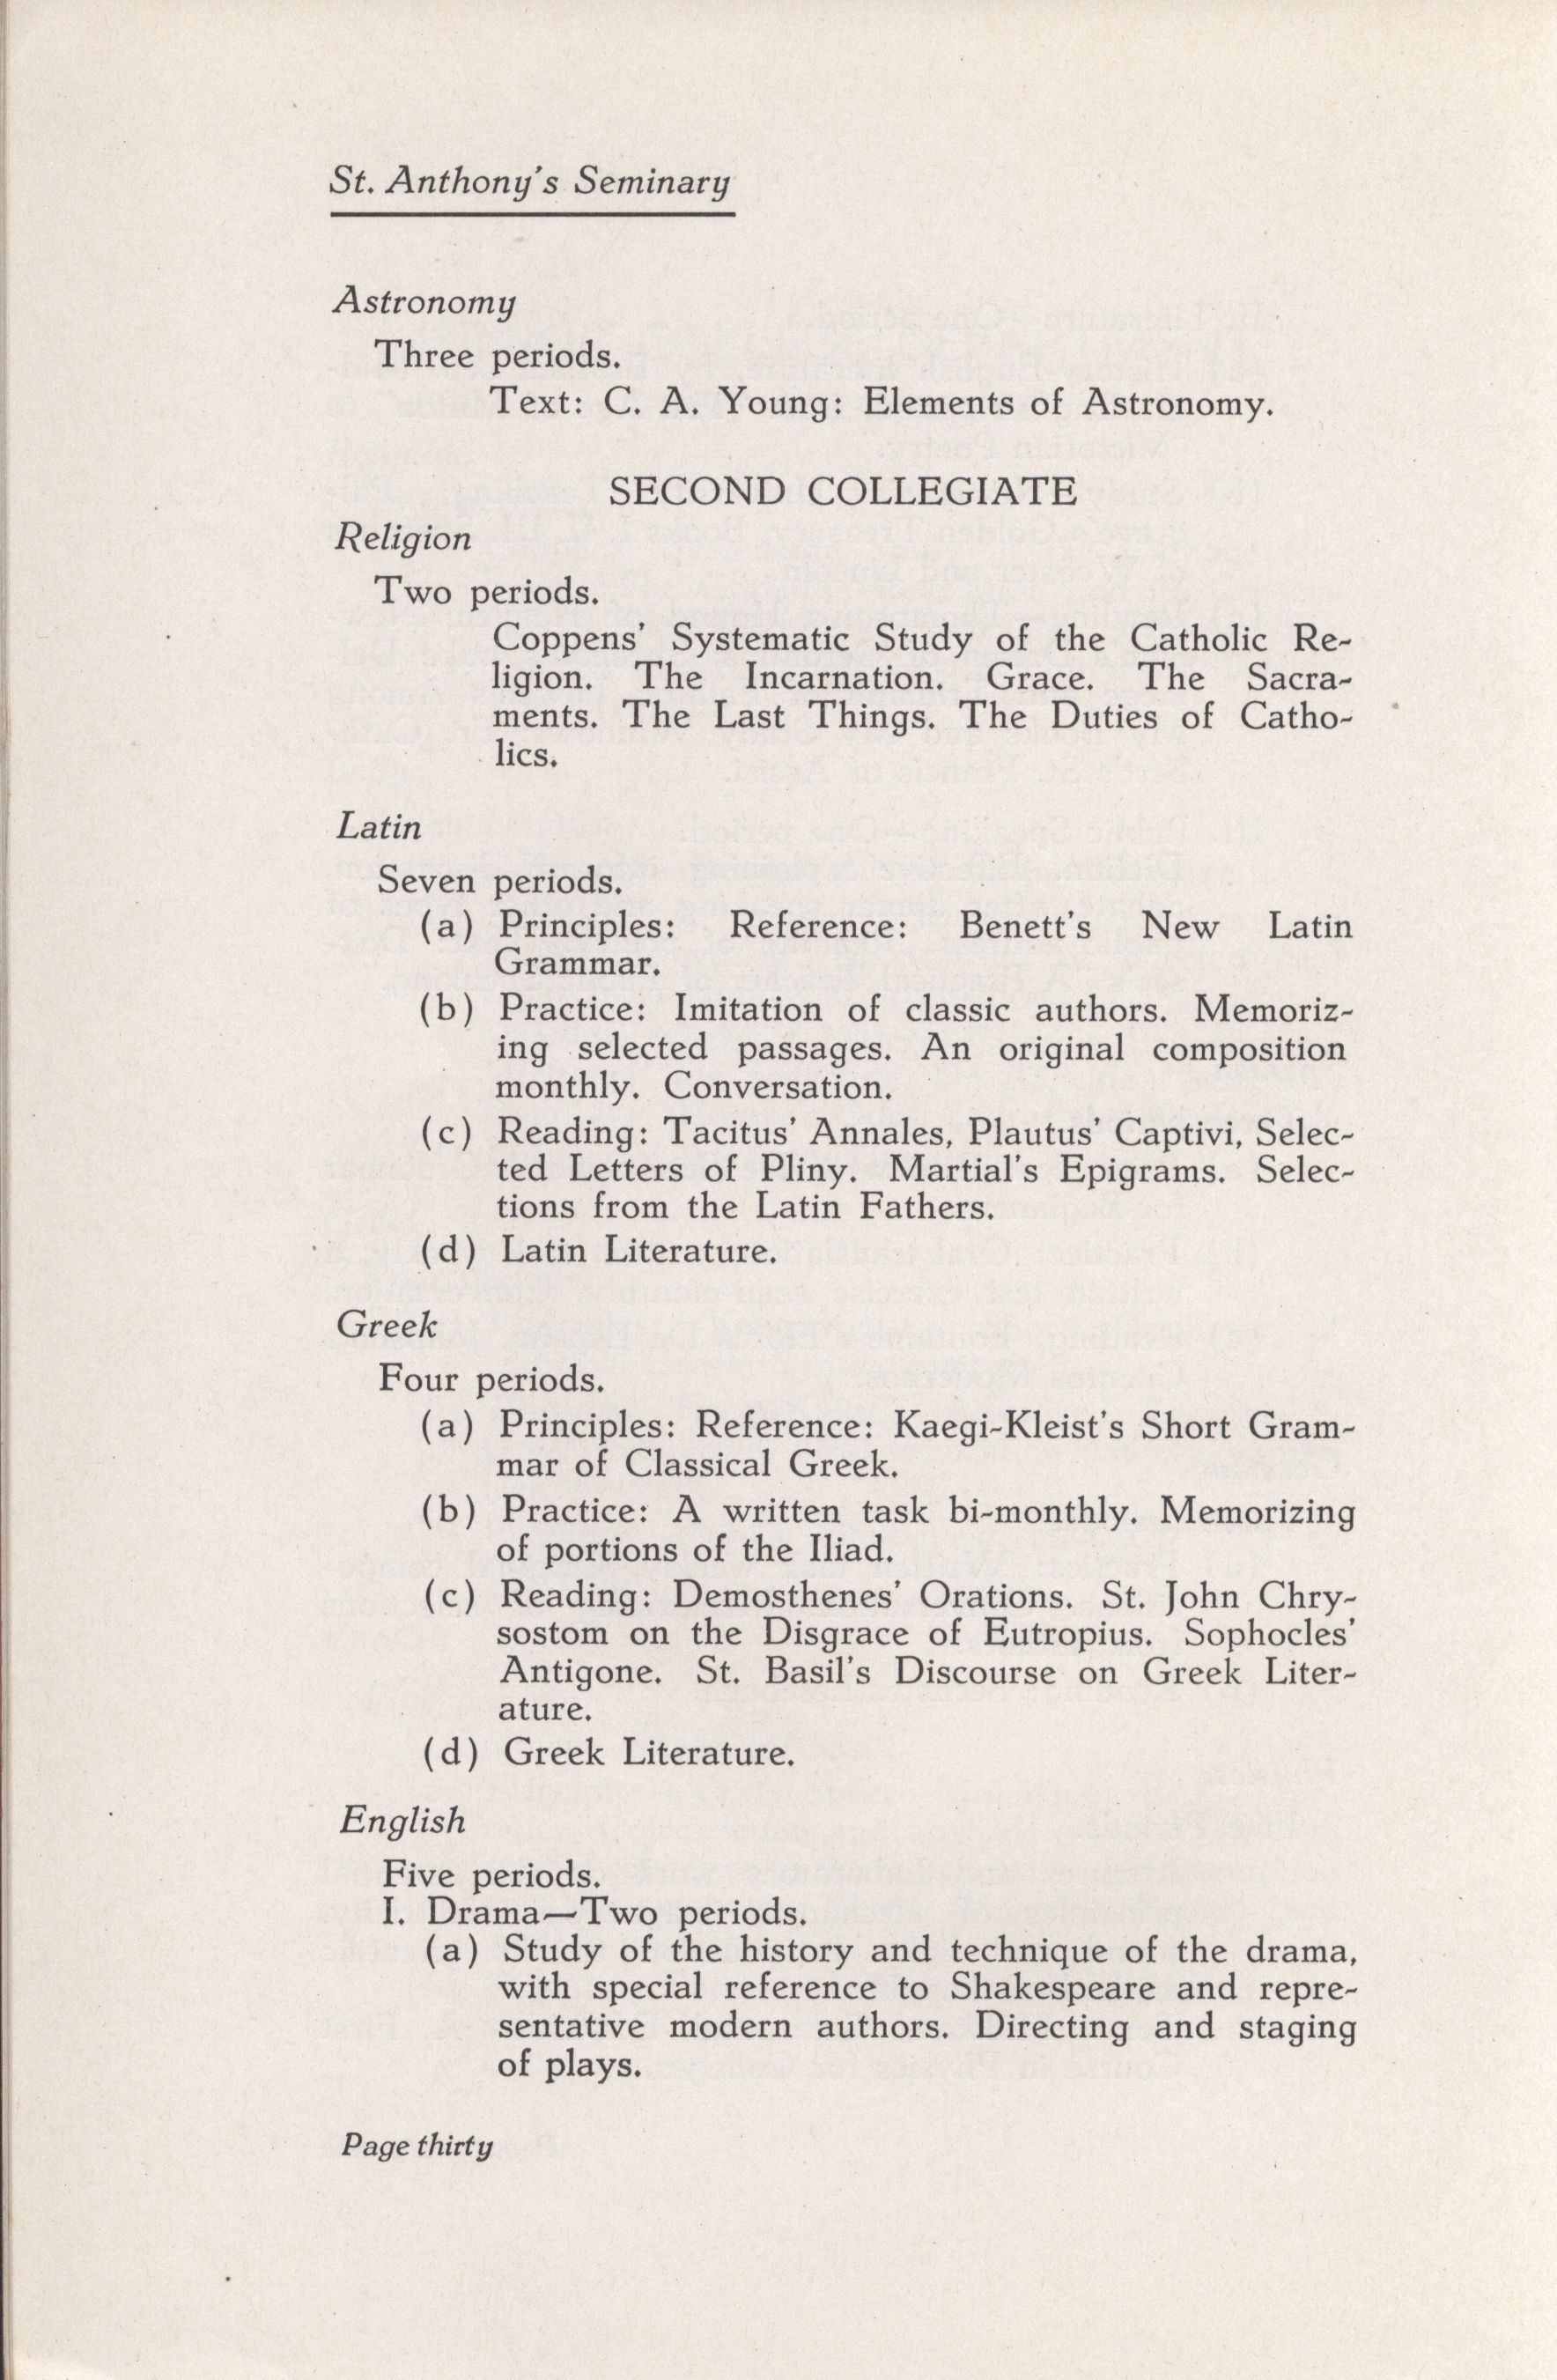 St. Anthony's Seminary
Astronomy
Three periods.
Text: C. A. Young: Elements of Astronomy.
SECOND COLLEGIATE
Religion
Two periods.
Coppens' Systematic Study of the Catholic Re-
ligion. The Incarnation. Grace. The Sacra-
ments. The Last Things. The Duties of Catho-
lics.
Latin
Seven periods.
(a) Principles: Reference: Benett's New Latin
Grammar.
(b) Practice: Imitation of classic authors. Memoriz-
ing selected passages. An original composition
monthly. Conversation.
(c) Reading: Tacitus' Annales, Plautus' Captivi, Selec-
ted Letters of Pliny. Martial's Epigrams. Selec-
tions from the Latin Fathers.
(d) Latin Literature.
Greek
Four periods.
(a) Principles: Reference: Kaegi-Kleist's Short Gram-
mar of Classical Greek.
(b) Practice: A written task bi-monthly. Memorizing
of portions of the Iliad.
(c) Reading: Demosthenes' Orations. St. John Chry-
sostom on the Disgrace of Eutropius. Sophocles'
Antigone. St. Basil's Discourse on Greek Liter-
ature.
(d) Greek Literature.
English
Five periods.
I. Drama—Two periods.
(a) Study of the history and technique of the drama,
with special reference to Shakespeare and repre-
sentative modern authors. Directing and staging
of plays.
Page thirty